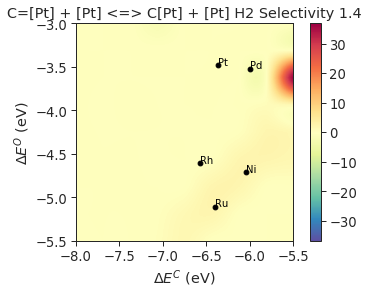 C=[Pt] + [Pt] <=> C[Pt] + [Pt] H2 Selectivity 1.4
−3.0
−3.5
−4.0
−4.5
−5.0
−5.5
ΔE^O (eV)
Pt
Pd
Rh
Ni
Ru
−8.0 −7.5 −7.0 −6.5 −6.0 −5.5
ΔE^C (eV)
30
20
10
0
−10
−20
−30